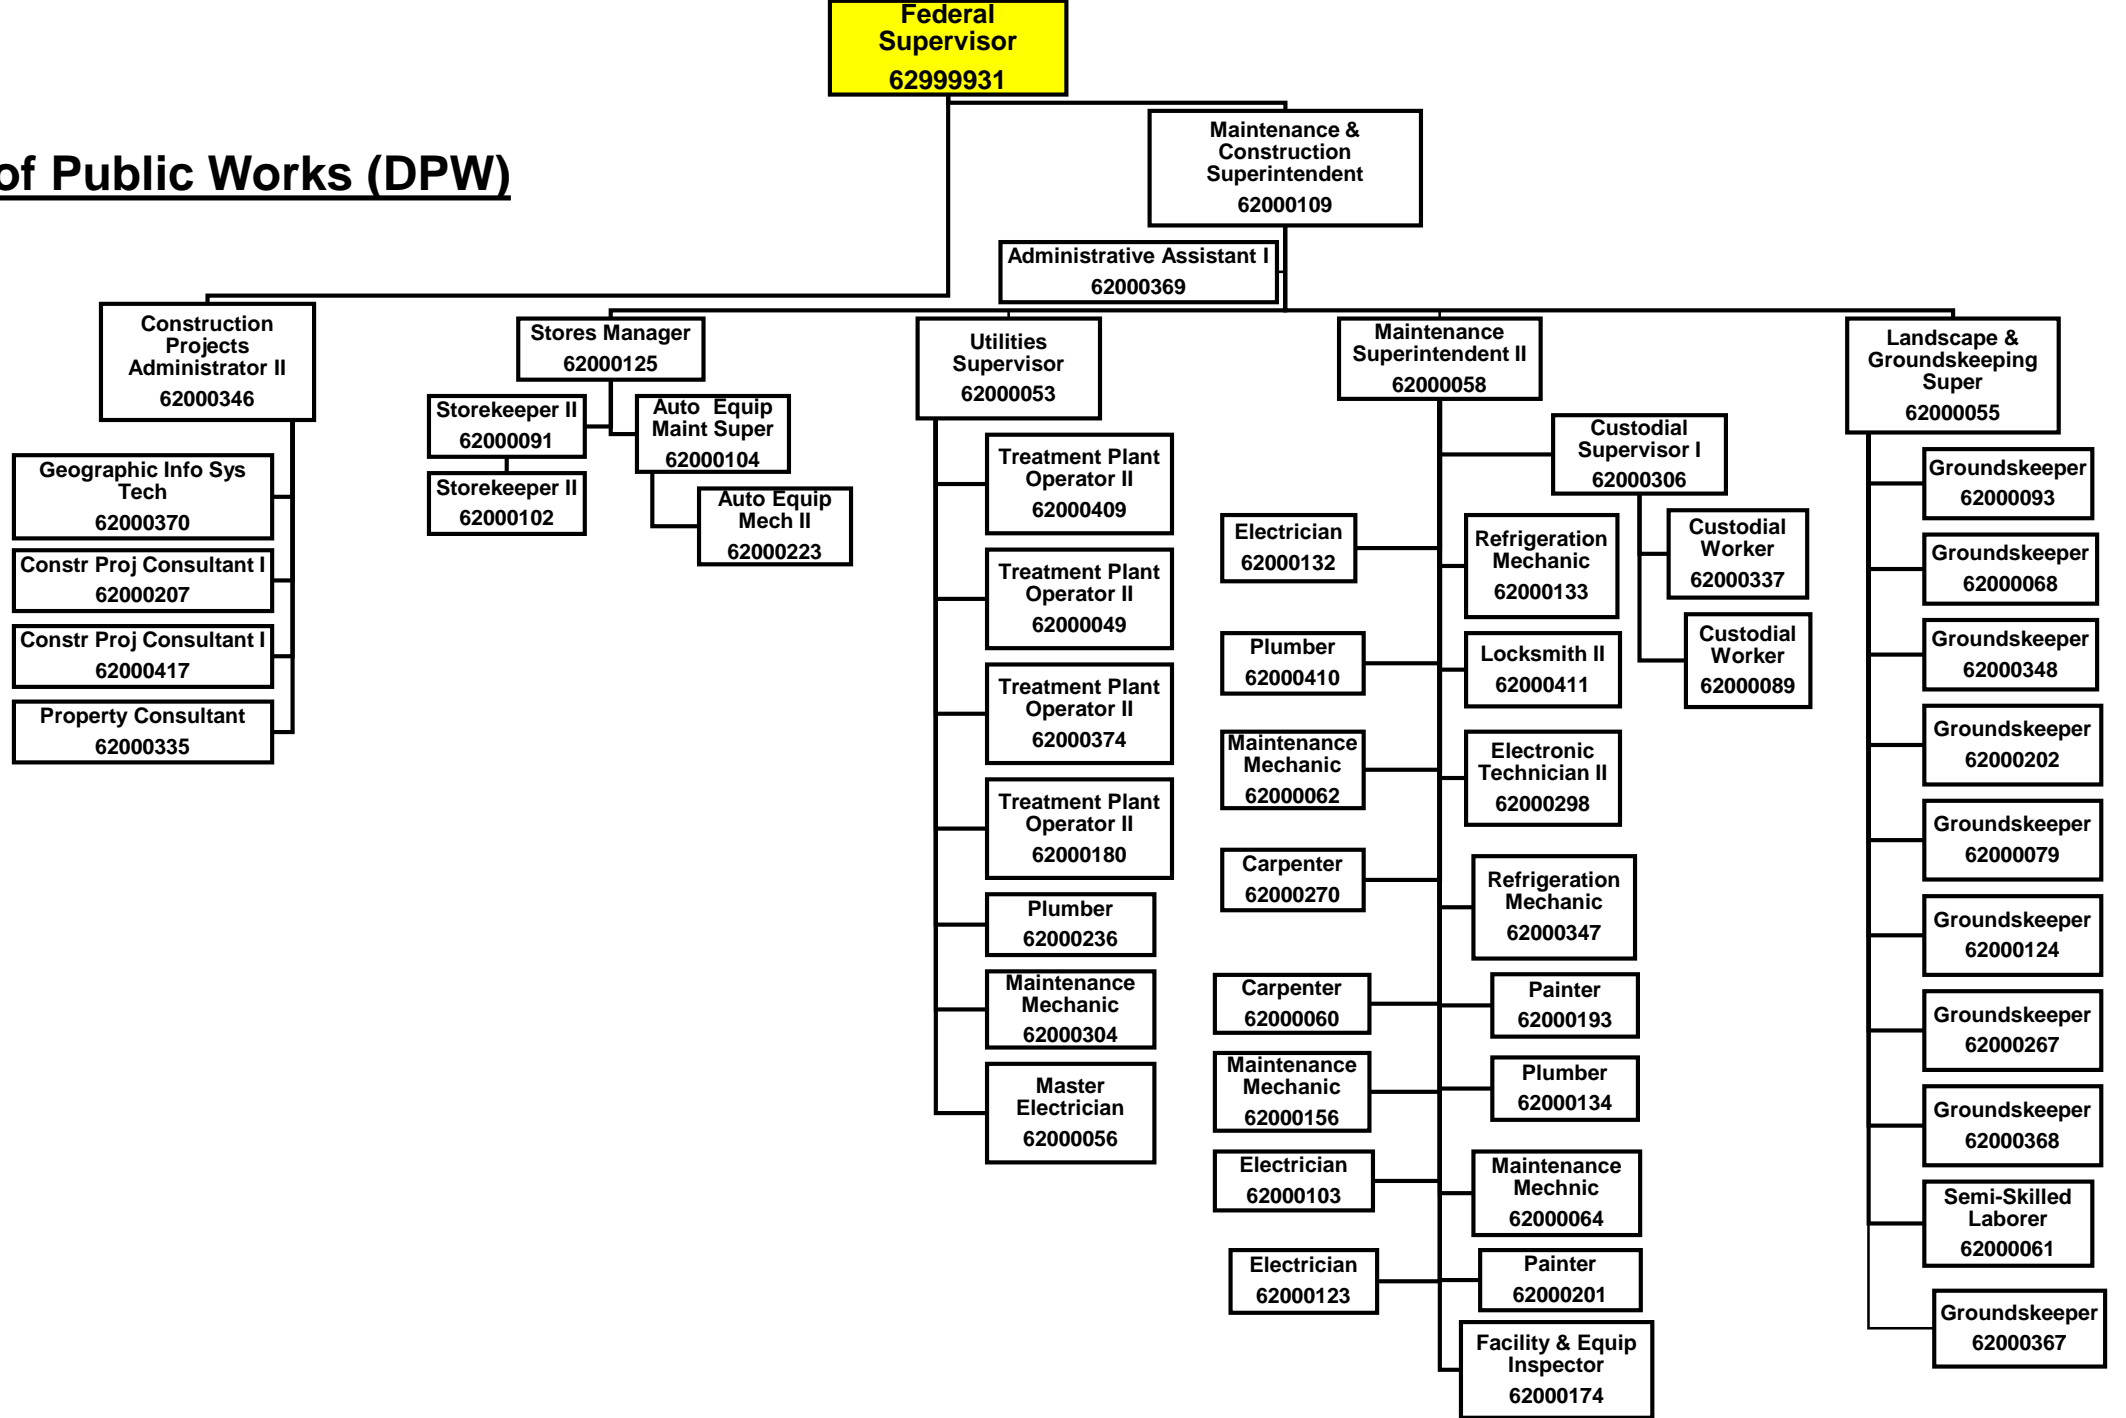 Federal
Supervisor
62999931
of Public Works (DPW)
Maintenance &
Construction
Superintendent
62000109
Administrative Assistant I
62000369
Construction
Projects
Administrator II
62000346
Geographic Info Sys
Tech
62000370
Constr Proj Consultant I
62000207
Constr Proj Consultant I
62000417
Property Consultant
62000335
Stores Manager
62000125
Storekeeper II
62000091
Storekeeper II
62000102
Auto Equip
Maint Super
62000104
Auto Equip
Mech II
62000223
Utilities
Supervisor
62000053
Treatment Plant
Operator II
62000409
Treatment Plant
Operator II
62000049
Treatment Plant
Operator II
62000374
Treatment Plant
Operator II
62000180
Plumber
62000236
Maintenance
Mechanic
62000304
Master
Electrician
62000056
Maintenance
Superintendent II
62000058
Custodial
Supervisor I
62000306
Custodial
Worker
62000337
Custodial
Worker
62000089
Electrician
62000132
Plumber
62000410
Maintenance
Mechanic
62000062
Carpenter
62000270
Carpenter
62000060
Maintenance
Mechanic
62000156
Electrician
62000103
Electrician
62000123
Refrigeration
Mechanic
62000133
Locksmith II
62000411
Electronic
Technician II
62000298
Refrigeration
Mechanic
62000347
Painter
62000193
Plumber
62000134
Maintenance
Mechnic
62000064
Painter
62000201
Facility & Equip
Inspector
62000174
Landscape &
Groundskeeping
Super
62000055
Groundskeeper
62000093
Groundskeeper
62000068
Groundskeeper
62000348
Groundskeeper
62000202
Groundskeeper
62000079
Groundskeeper
62000124
Groundskeeper
62000267
Groundskeeper
62000368
Semi-Skilled
Laborer
62000061
Groundskeeper
62000367